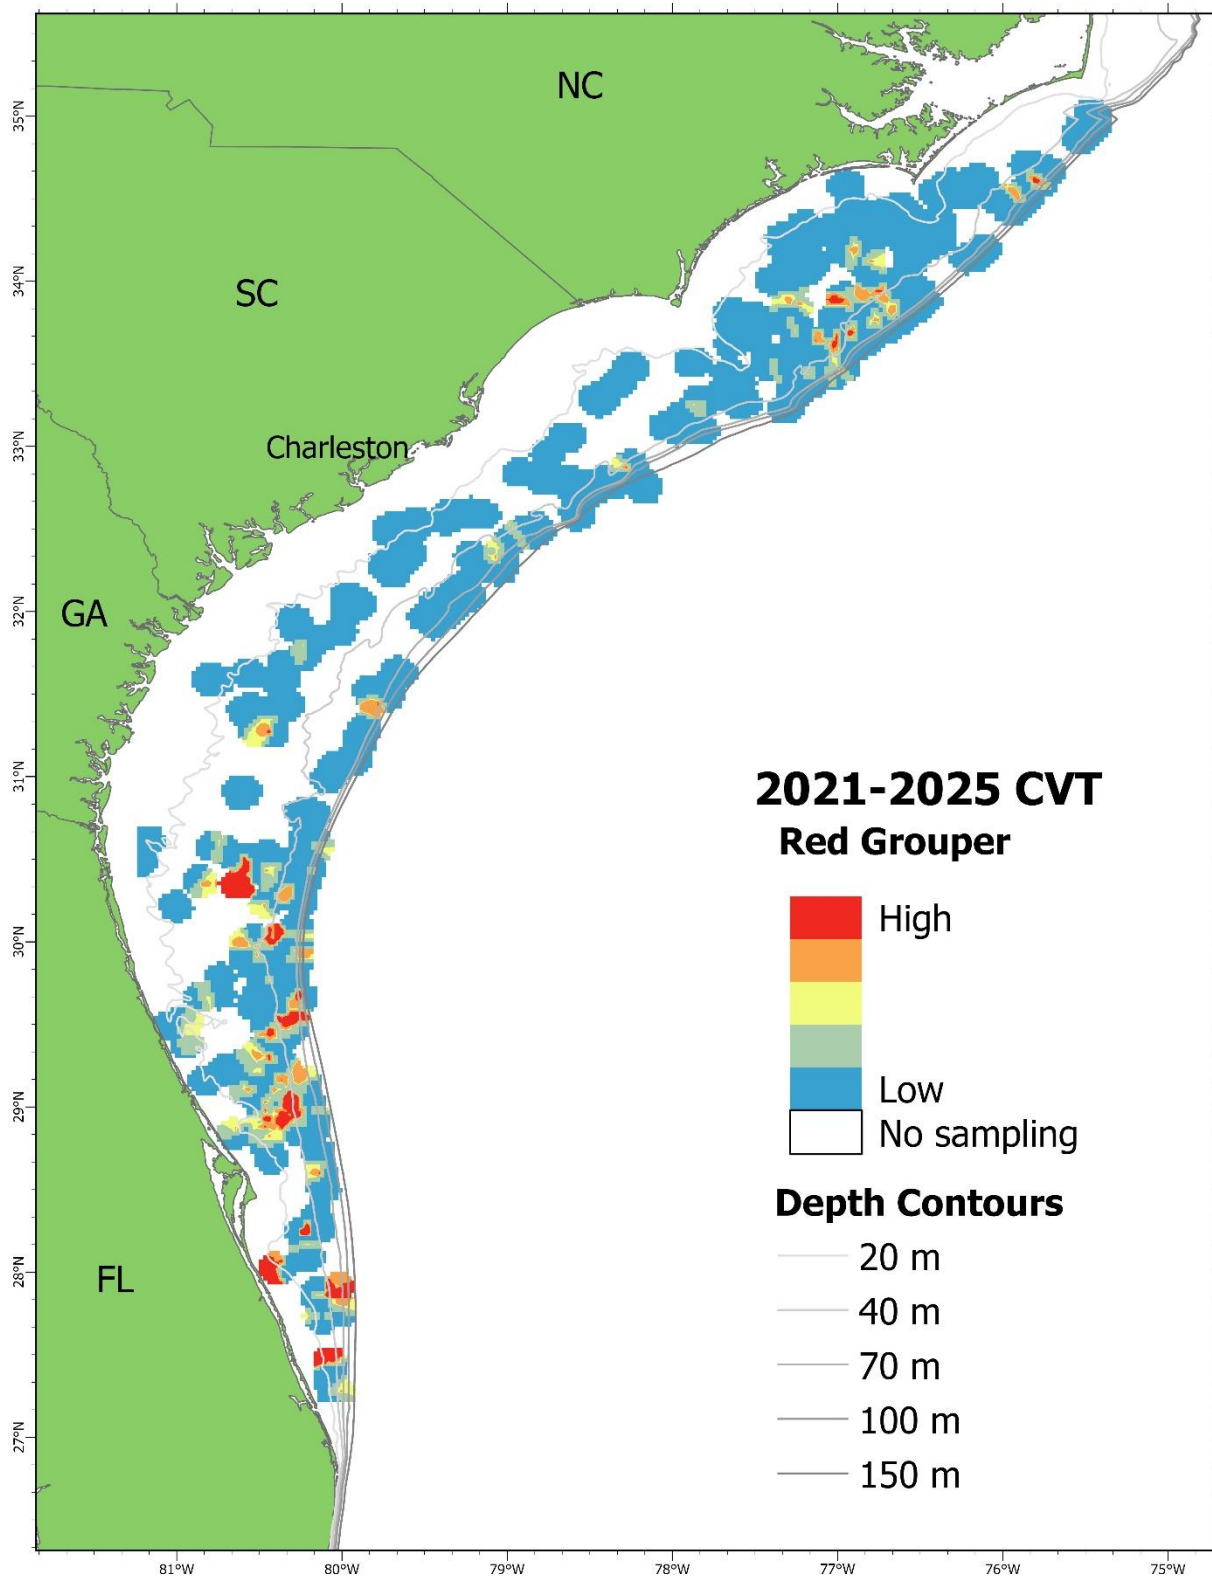 NC
SC
Charleston
GA
FL
2021-2025 CVT
Red Grouper
High
Low
No sampling
Depth Contours
20 m
40 m
70 m
100 m
150 m
35°N
34°N
33°N
32°N
31°N
30°N
29°N
28°N
27°N
81°W
80°W
79°W
78°W
77°W
76°W
75°W